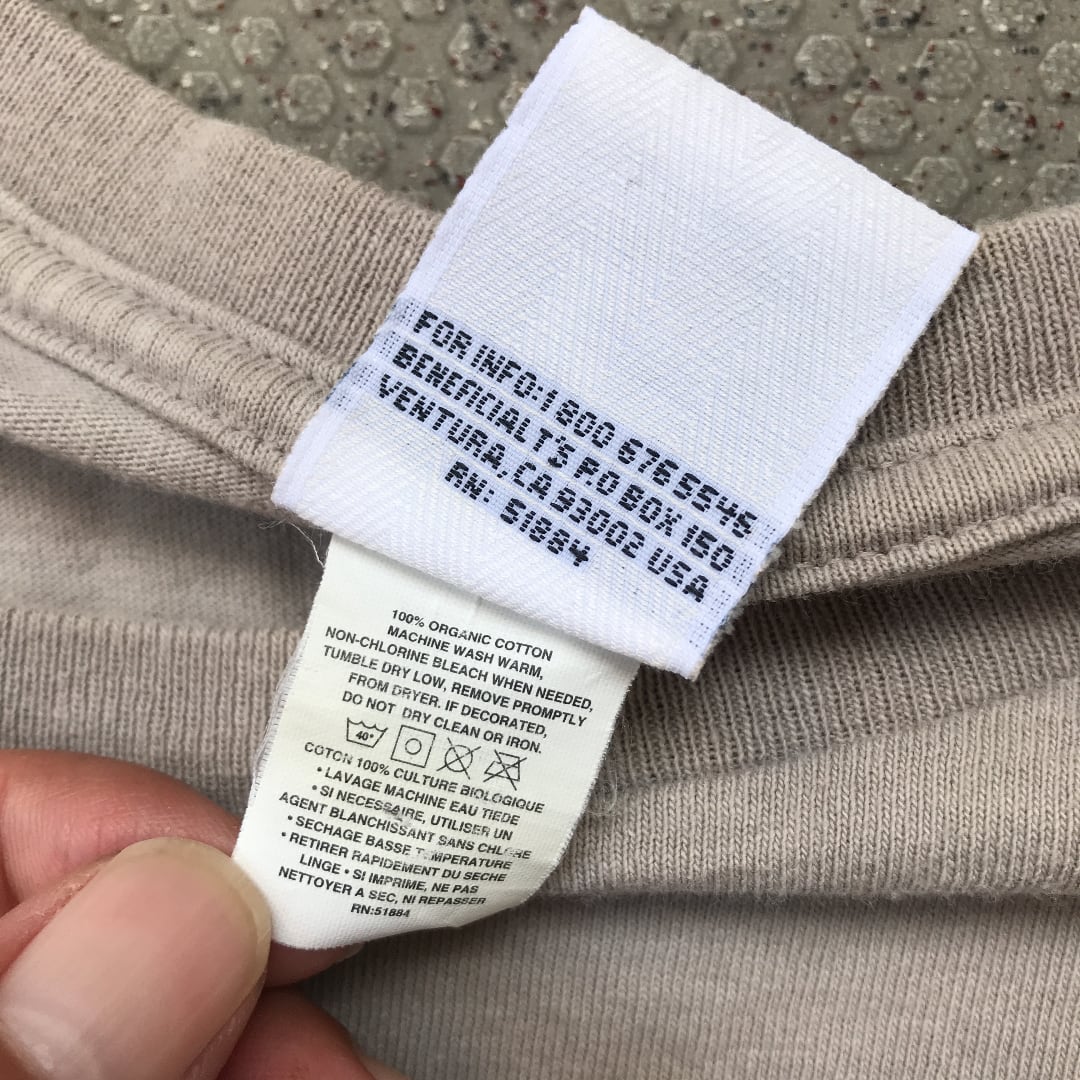 FOR INFO: 1 800 676 5545
BENEFICIAL T'S P.O BOX 150
VENTURA, CA 93002 USA
RN: 51884
100% ORGANIC COTTON
MACHINE WASH WARM,
NON-CHLORINE BLEACH WHEN NEEDED,
TUMBLE DRY LOW, REMOVE PROMPTLY
FROM DRYER. IF DECORATED,
DO NOT DRY CLEAN OR IRON.
40°
COTON 100% CULTURE BIOLOGIQUE
• LAVAGE MACHINE EAU TIEDE
• SI NECESSAIRE, UTILISER UN
AGENT BLANCHISSANT SANS CHLORE
• SECHAGE BASSE TEMPERATURE
• RETIRER RAPIDEMENT DU SECHE
LINGE • SI IMPRIME, NE PAS
NETTOYER A SEC, NI REPASSER
RN:51884